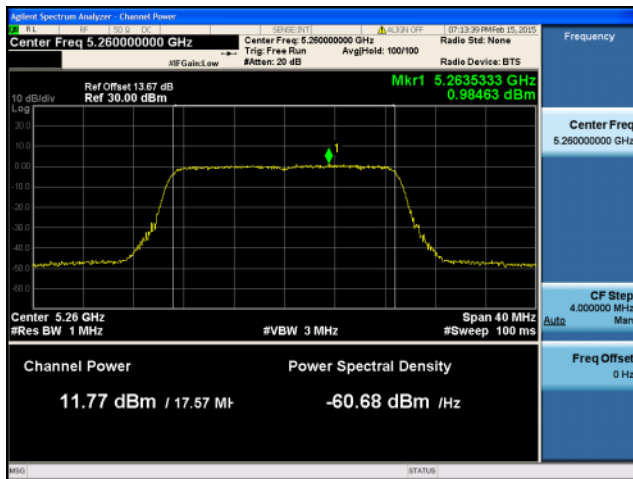 Agilent Spectrum Analyzer - Channel Power
RL RF 50 Ω DC SENSE:INT ALIGN OFF 07:13:39 PM Feb 15, 2015
Center Freq 5.260000000 GHz
Center Freq: 5.260000000 GHz
Radio Std: None
Trig: Free Run Avg|Hold: 100/100
#IFGain:Low
#Atten: 20 dB
Radio Device: BTS
Frequency
Mkr1 5.2635333 GHz
0.98463 dBm
Ref Offset 13.67 dB
10 dB/div Ref 30.00 dBm
Log
20.0
10.0
0.00
-10.0
-20.0
-30.0
-40.0
-50.0
-60.0
1
Center 5.26 GHz Span 40 MHz
#Res BW 1 MHz #VBW 3 MHz #Sweep 100 ms
Channel Power Power Spectral Density
11.77 dBm / 17.57 MH -60.68 dBm /Hz
Center Freq
5.260000000 GHz
CF Step
4.000000 MHz
Auto Man
Freq Offset
0 Hz
MSG STATUS